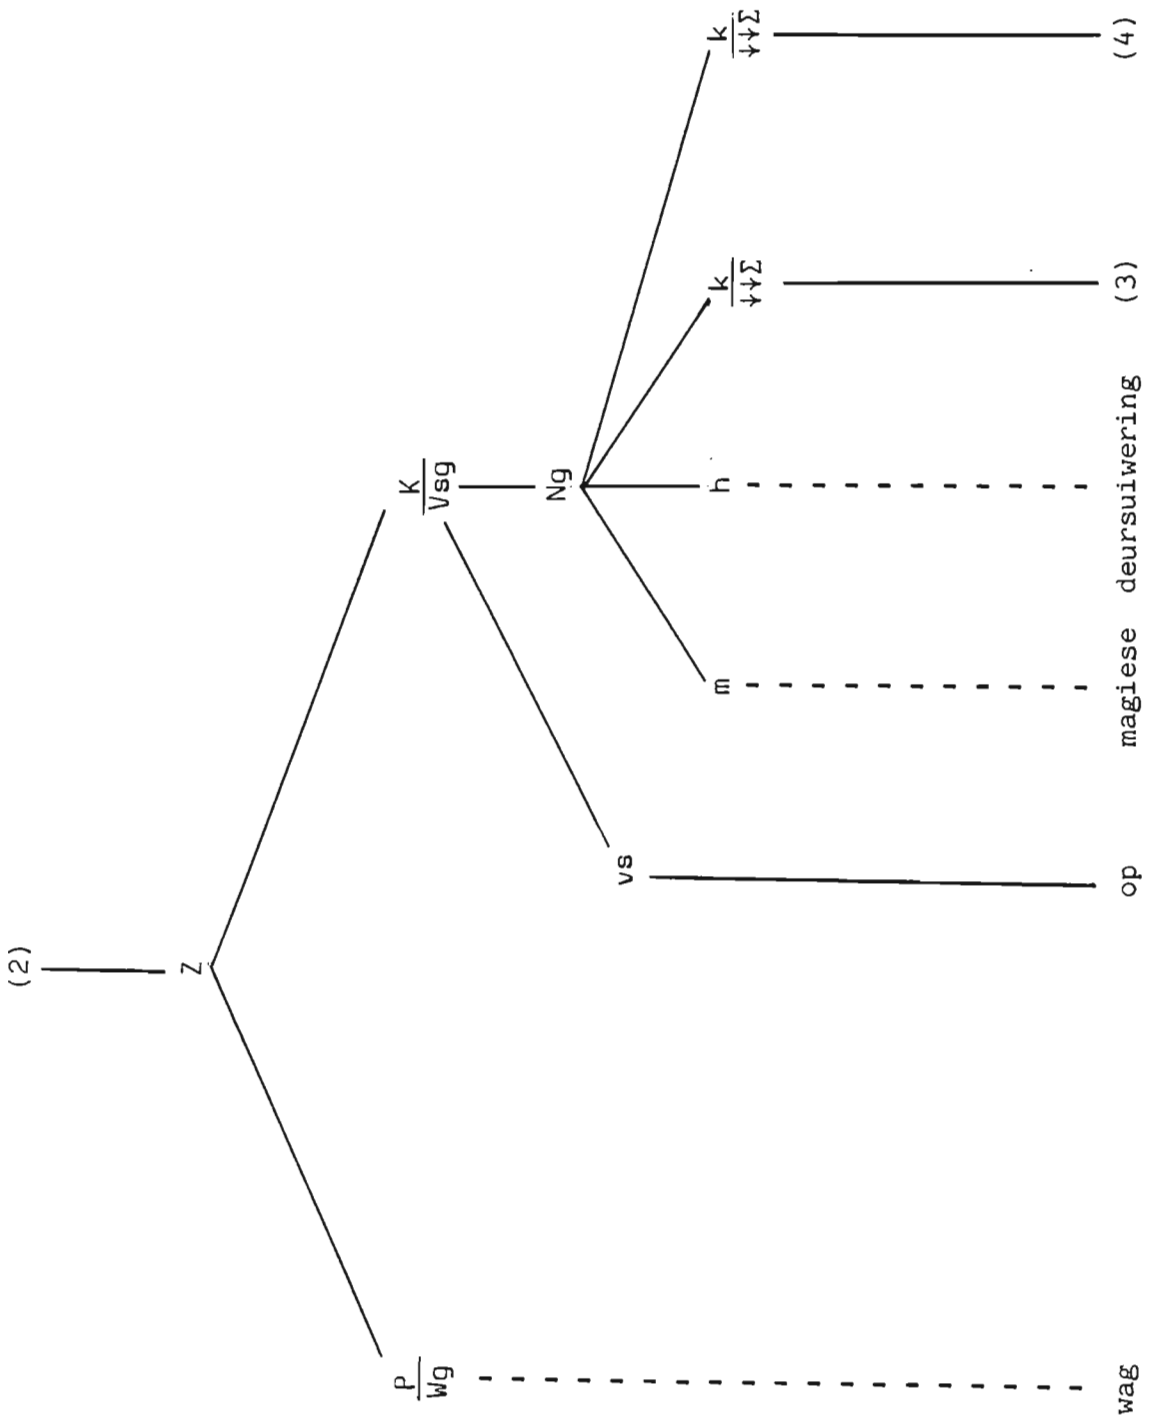 (2)
Z
P K
Wg Vsg
Ng
vs
m h k k
↓↓Σ ↓↓Σ
wag op magiese deursuiwering (3) (4)